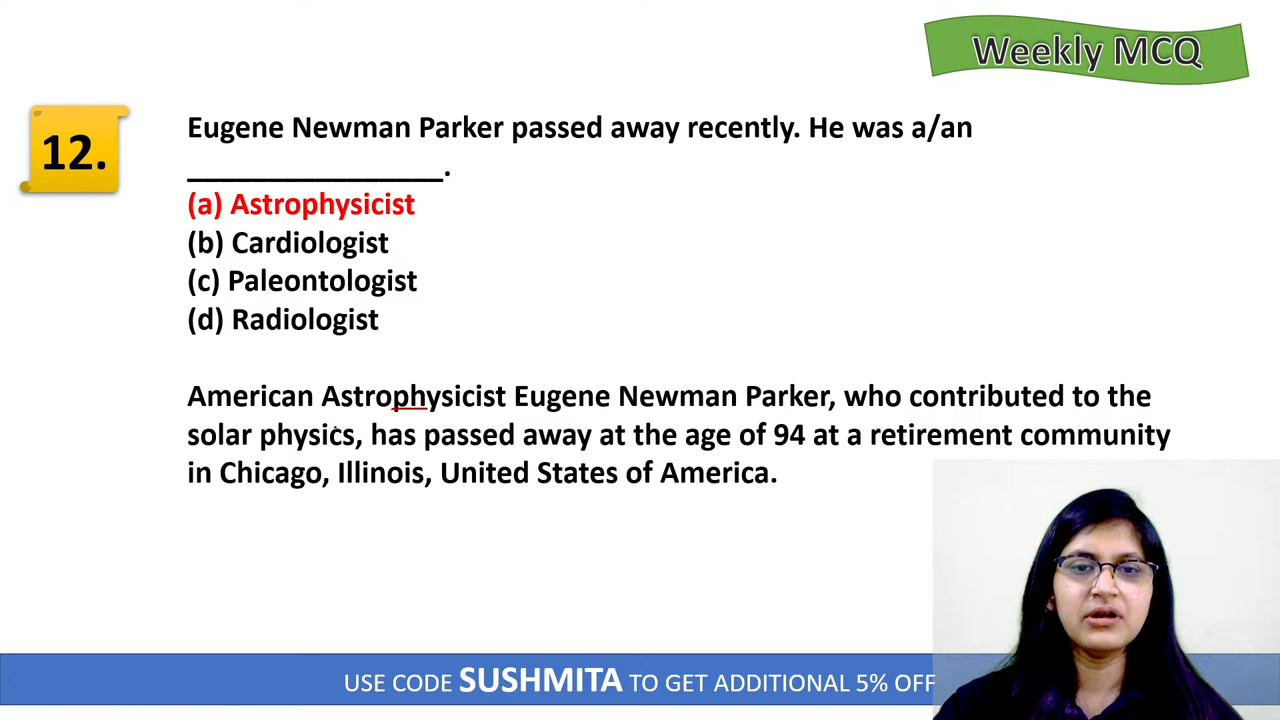 Weekly MCQ
12.
Eugene Newman Parker passed away recently. He was a/an
________________.
(a) Astrophysicist
(b) Cardiologist
(c) Paleontologist
(d) Radiologist
American Astrophysicist Eugene Newman Parker, who contributed to the
solar physics, has passed away at the age of 94 at a retirement community
in Chicago, Illinois, United States of America.
USE CODE SUSHMITA TO GET ADDITIONAL 5% OFF